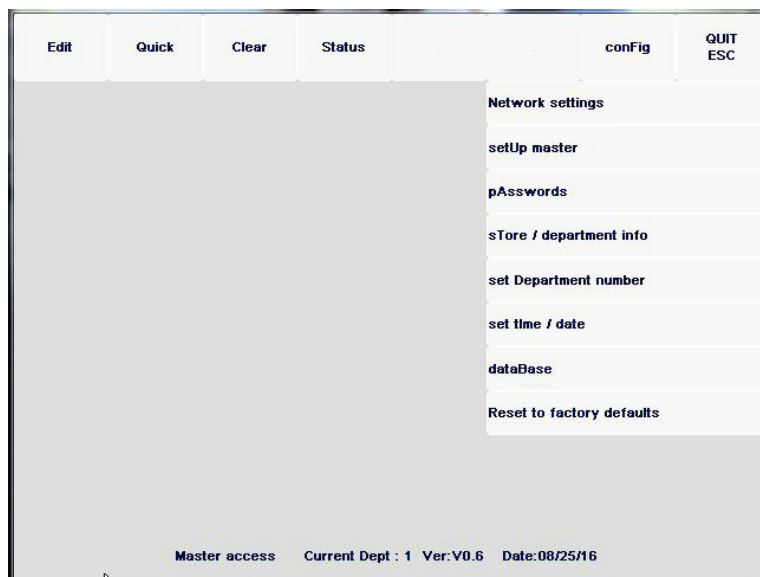 Edit Quick Clear Status conFig QUIT
ESC
Network settings
setUp master
pAsswords
sTore / department info
set Department number
set tIme / date
dataBase
Reset to factory defaults
Master access Current Dept : 1 Ver:V0.6 Date:08/25/16